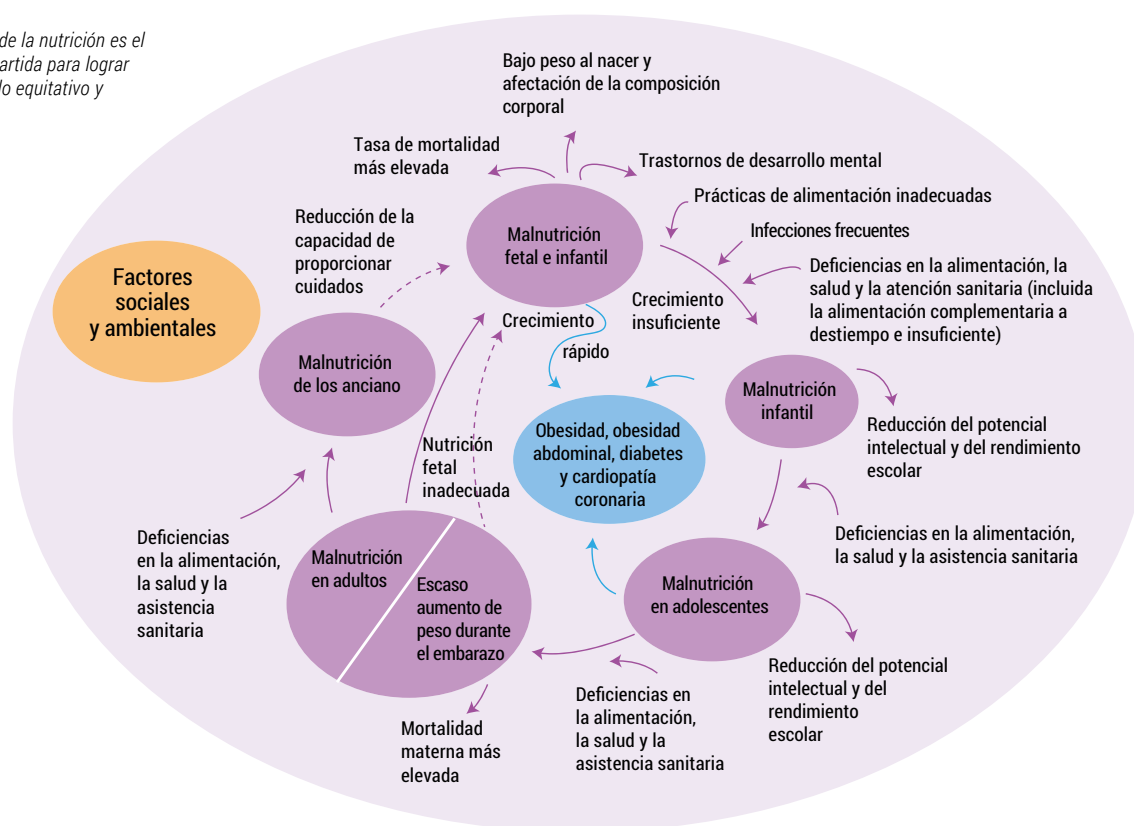 de la nutrición es el
artida para lograr
lo equitativo y
Bajo peso al nacer y
afectación de la composición
corporal
Tasa de mortalidad
más elevada
Trastornos de desarrollo mental
Prácticas de alimentación inadecuadas
Infecciones frecuentes
Deficiencias en la alimentación, la
salud y la atención sanitaria (incluida
la alimentación complementaria a
destiempo e insuficiente)
Reducción de la
capacidad de
proporcionar
cuidados
Malnutrición
fetal e infantil
Factores
sociales
y ambientales
Crecimiento
insuficiente
Crecimiento
rápido
Malnutrición
de los anciano
Malnutrición
infantil
Reducción del potencial
intelectual y del rendimiento
escolar
Obesidad, obesidad
abdominal, diabetes
y cardiopatía
coronaria
Nutrición
fetal
inadecuada
Deficiencias
en la alimentación,
la salud y la
asistencia
sanitaria
Deficiencias en la alimentación,
la salud y la asistencia sanitaria
Malnutrición
en adultos
Escaso
aumento de
peso durante
el embarazo
Malnutrición
en adolescentes
Reducción del potencial
intelectual y del
rendimiento
escolar
Deficiencias en
la alimentación,
la salud y la
asistencia sanitaria
Mortalidad
materna más
elevada